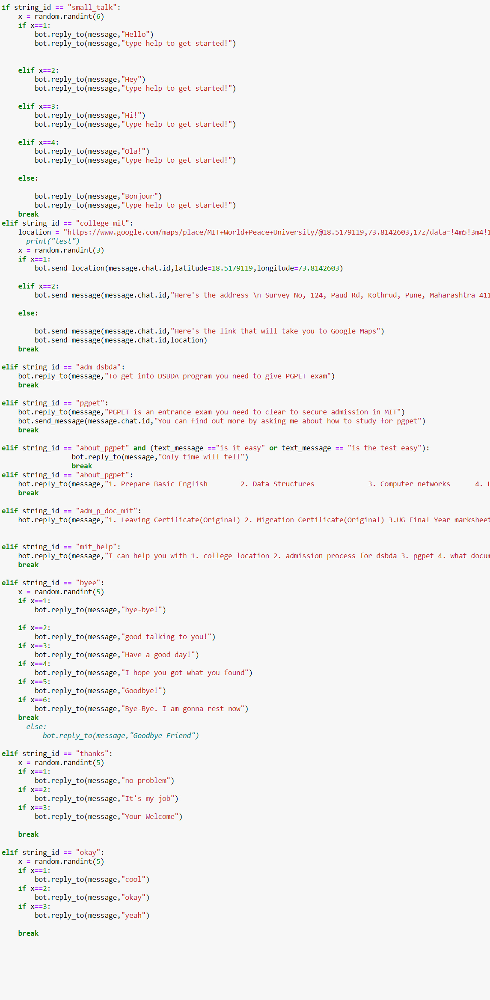 if string_id == "small_talk":
    x = random.randint(6)
    if x==1:
        bot.reply_to(message,"Hello")
        bot.reply_to(message,"type help to get started!")
    elif x==2:
        bot.reply_to(message,"Hey")
        bot.reply_to(message,"type help to get started!")
    elif x==3:
        bot.reply_to(message,"Hi!")
        bot.reply_to(message,"type help to get started!")
    elif x==4:
        bot.reply_to(message,"Ola!")
        bot.reply_to(message,"type help to get started!")
    else:
        bot.reply_to(message,"Bonjour")
        bot.reply_to(message,"type help to get started!")
    break
elif string_id == "college_mit":
    location = "https://www.google.com/maps/place/MIT+World+Peace+University/@18.5179119,73.8142603,17z/data=!4m5!3m4!1
      print("test")
    x = random.randint(3)
    if x==1:
        bot.send_location(message.chat.id,latitude=18.5179119,longitude=73.8142603)
    elif x==2:
        bot.send_message(message.chat.id,"Here's the address \n Survey No, 124, Paud Rd, Kothrud, Pune, Maharashtra 411
    else:
        bot.send_message(message.chat.id,"Here's the link that will take you to Google Maps")
        bot.send_message(message.chat.id,location)
    break
elif string_id == "adm_dsbda":
    bot.reply_to(message,"To get into DSBDA program you need to give PGPET exam")
    break
elif string_id == "pgpet":
    bot.reply_to(message,"PGPET is an entrance exam you need to clear to secure admission in MIT")
    bot.send_message(message.chat.id,"You can find out more by asking me about how to study for pgpet")
    break
elif string_id == "about_pgpet" and (text_message =="is it easy" or text_message == "is the test easy"):
                 bot.reply_to(message,"Only time will tell")
                 break
elif string_id == "about_pgpet":
    bot.reply_to(message,"1. Prepare Basic English        2. Data Structures             3. Computer networks      4. L
    break
elif string_id == "adm_p_doc_mit":
    bot.reply_to(message,"1. Leaving Certificate(Original) 2. Migration Certificate(Original) 3.UG Final Year marksheet
elif string_id == "mit_help":
    bot.reply_to(message,"I can help you with 1. college location 2. admission process for dsbda 3. pgpet 4. what docum
    break
elif string_id == "byee":
    x = random.randint(5)
    if x==1:
        bot.reply_to(message,"bye-bye!")
    if x==2:
        bot.reply_to(message,"good talking to you!")
    if x==3:
        bot.reply_to(message,"Have a good day!")
    if x==4:
        bot.reply_to(message,"I hope you got what you found")
    if x==5:
        bot.reply_to(message,"Goodbye!")
    if x==6:
        bot.reply_to(message,"Bye-Bye. I am gonna rest now")
    break
      else:
          bot.reply_to(message,"Goodbye Friend")
elif string_id == "thanks":
    x = random.randint(5)
    if x==1:
        bot.reply_to(message,"no problem")
    if x==2:
        bot.reply_to(message,"It's my job")
    if x==3:
        bot.reply_to(message,"Your Welcome")
    break
elif string_id == "okay":
    x = random.randint(5)
    if x==1:
        bot.reply_to(message,"cool")
    if x==2:
        bot.reply_to(message,"okay")
    if x==3:
        bot.reply_to(message,"yeah")
    break